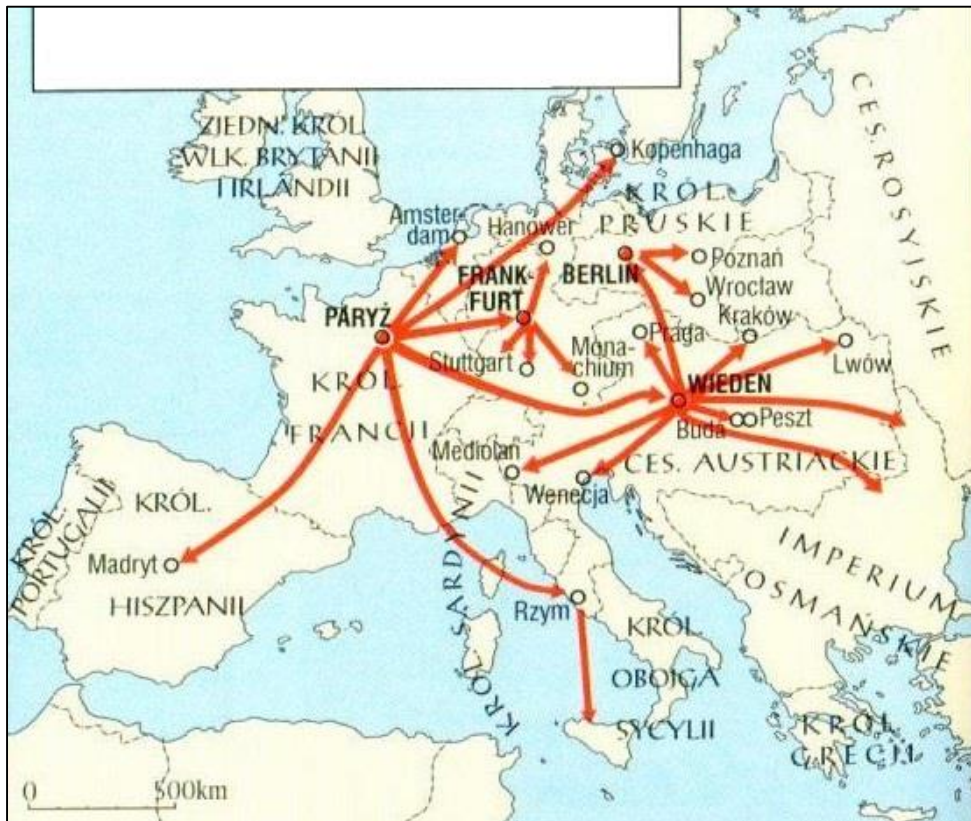 ZJEDN. KRÓL.
WLK. BRYTANII
I IRLANDII
CES. ROSYJSKIE
Kopenhaga
KRÓL.
PRUSKIE
Amster-
dam
Hanower
FRANK-
FURT
BERLIN
Poznań
Wrocław
Kraków
PARYŻ
Praga
Lwów
Stuttgart
Mona-
chium
WIEDEŃ
KRÓL.
FRANCJI
Buda
Peszt
Mediolan
Wenecja
CES. AUSTRIACKIE
KRÓL.
PORTUGALII
KRÓL.
HISZPANII
Madryt
KRÓL. SARDYNII
Rzym
IMPERIUM
OSMAŃSKIE
KRÓL.
OBOJGA
SYCYLII
KRÓL.
GRECJI
0 500km